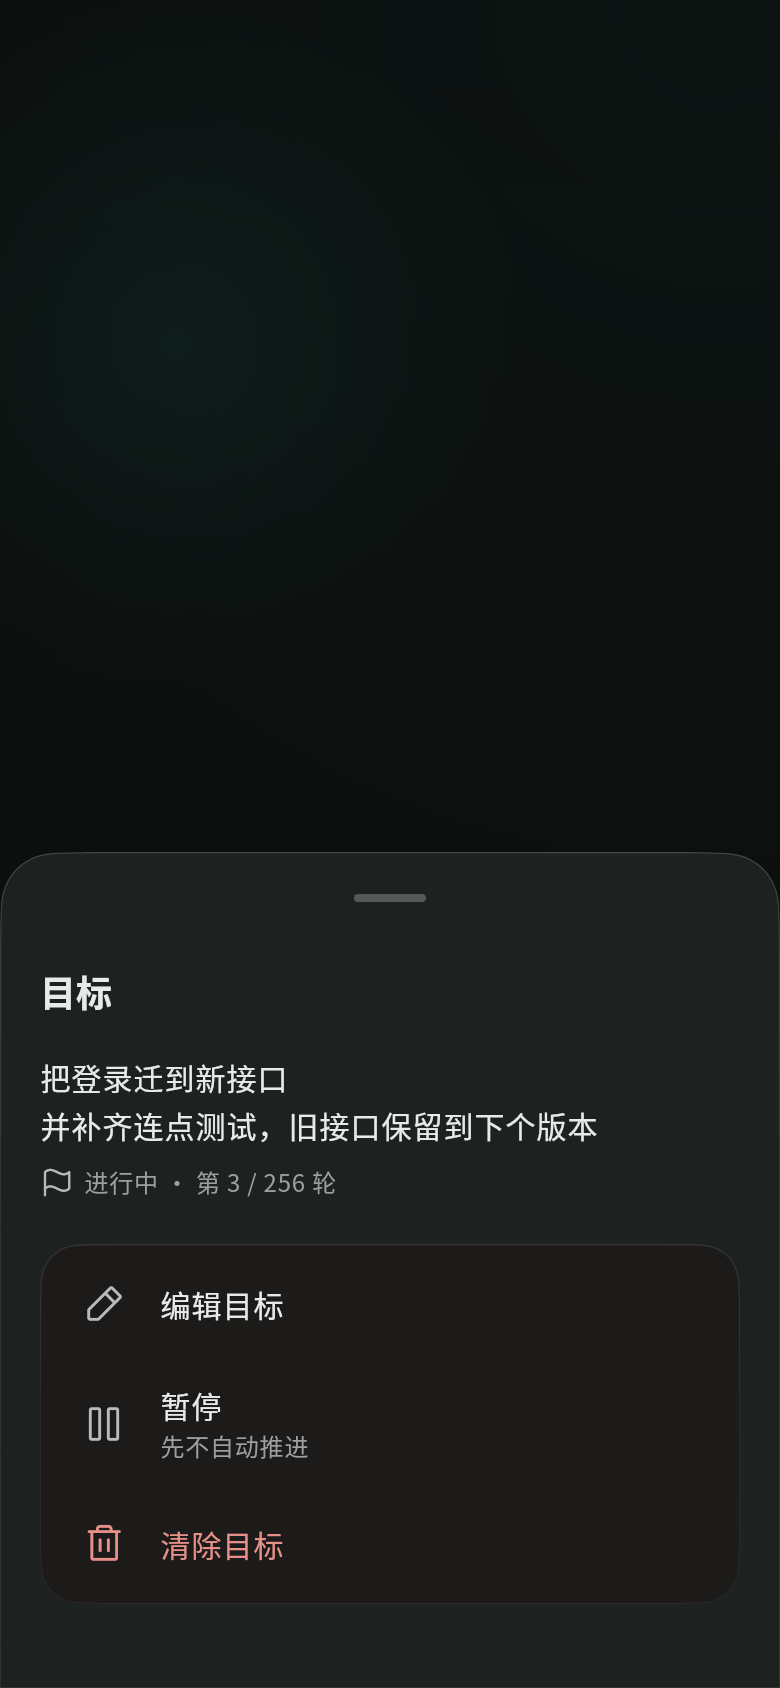 目标
把登录迁到新接口
并补齐连点测试，旧接口保留到下个版本
进行中 · 第 3 / 256 轮
编辑目标
暂停
先不自动推进
清除目标